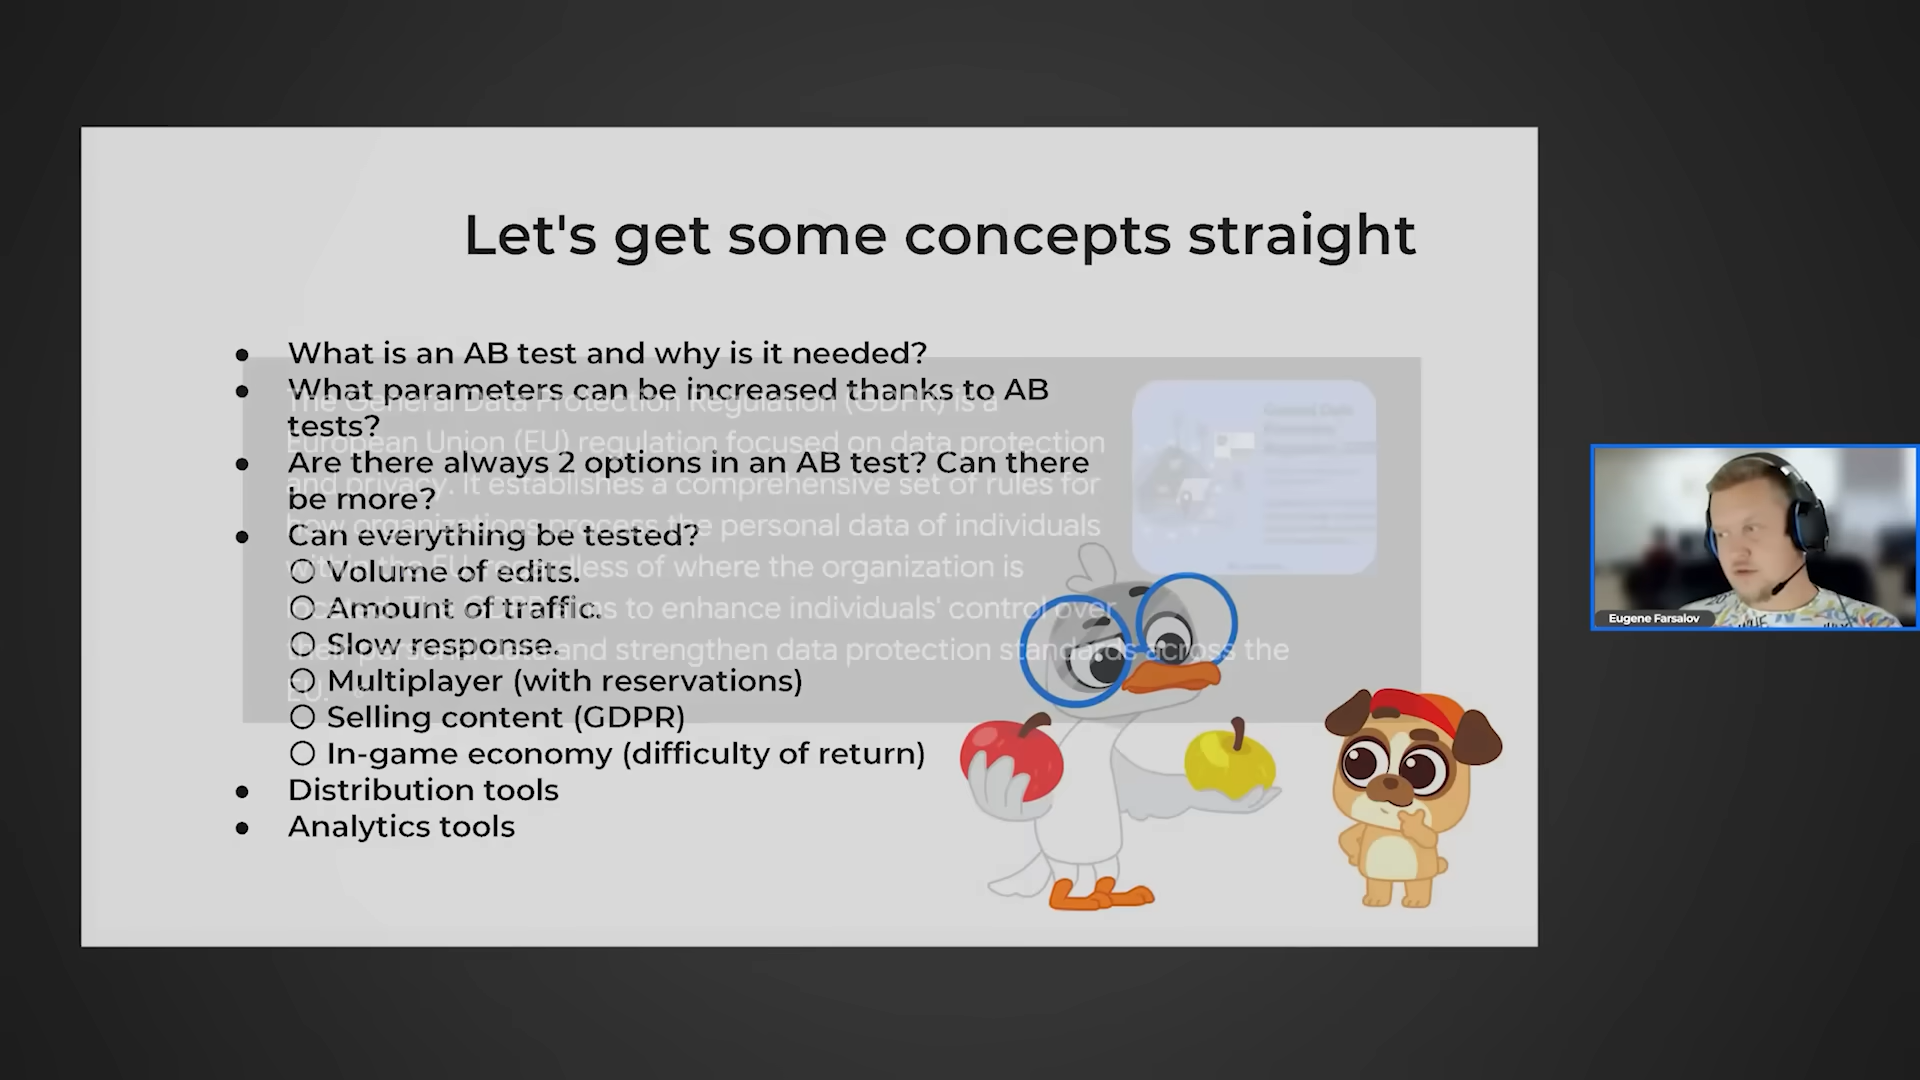 Let's get some concepts straight
● What is an AB test and why is it needed?
● What parameters can be increased thanks to AB
tests?
● Are there always 2 options in an AB test? Can there
be more?
● Can everything be tested?
○ Volume of edits.
○ Amount of traffic.
○ Slow response.
○ Multiplayer (with reservations)
○ Selling content (GDPR)
○ In-game economy (difficulty of return)
● Distribution tools
● Analytics tools
The General Data Protection Regulation (GDPR) is a
European Union (EU) regulation focused on data protection
and privacy. It establishes a comprehensive set of rules for
how organizations process the personal data of individuals
within the EU, regardless of where the organization is
located. The GDPR aims to enhance individuals' control over
their personal data and strengthen data protection standards across the
EU.
Eugene Farsalov